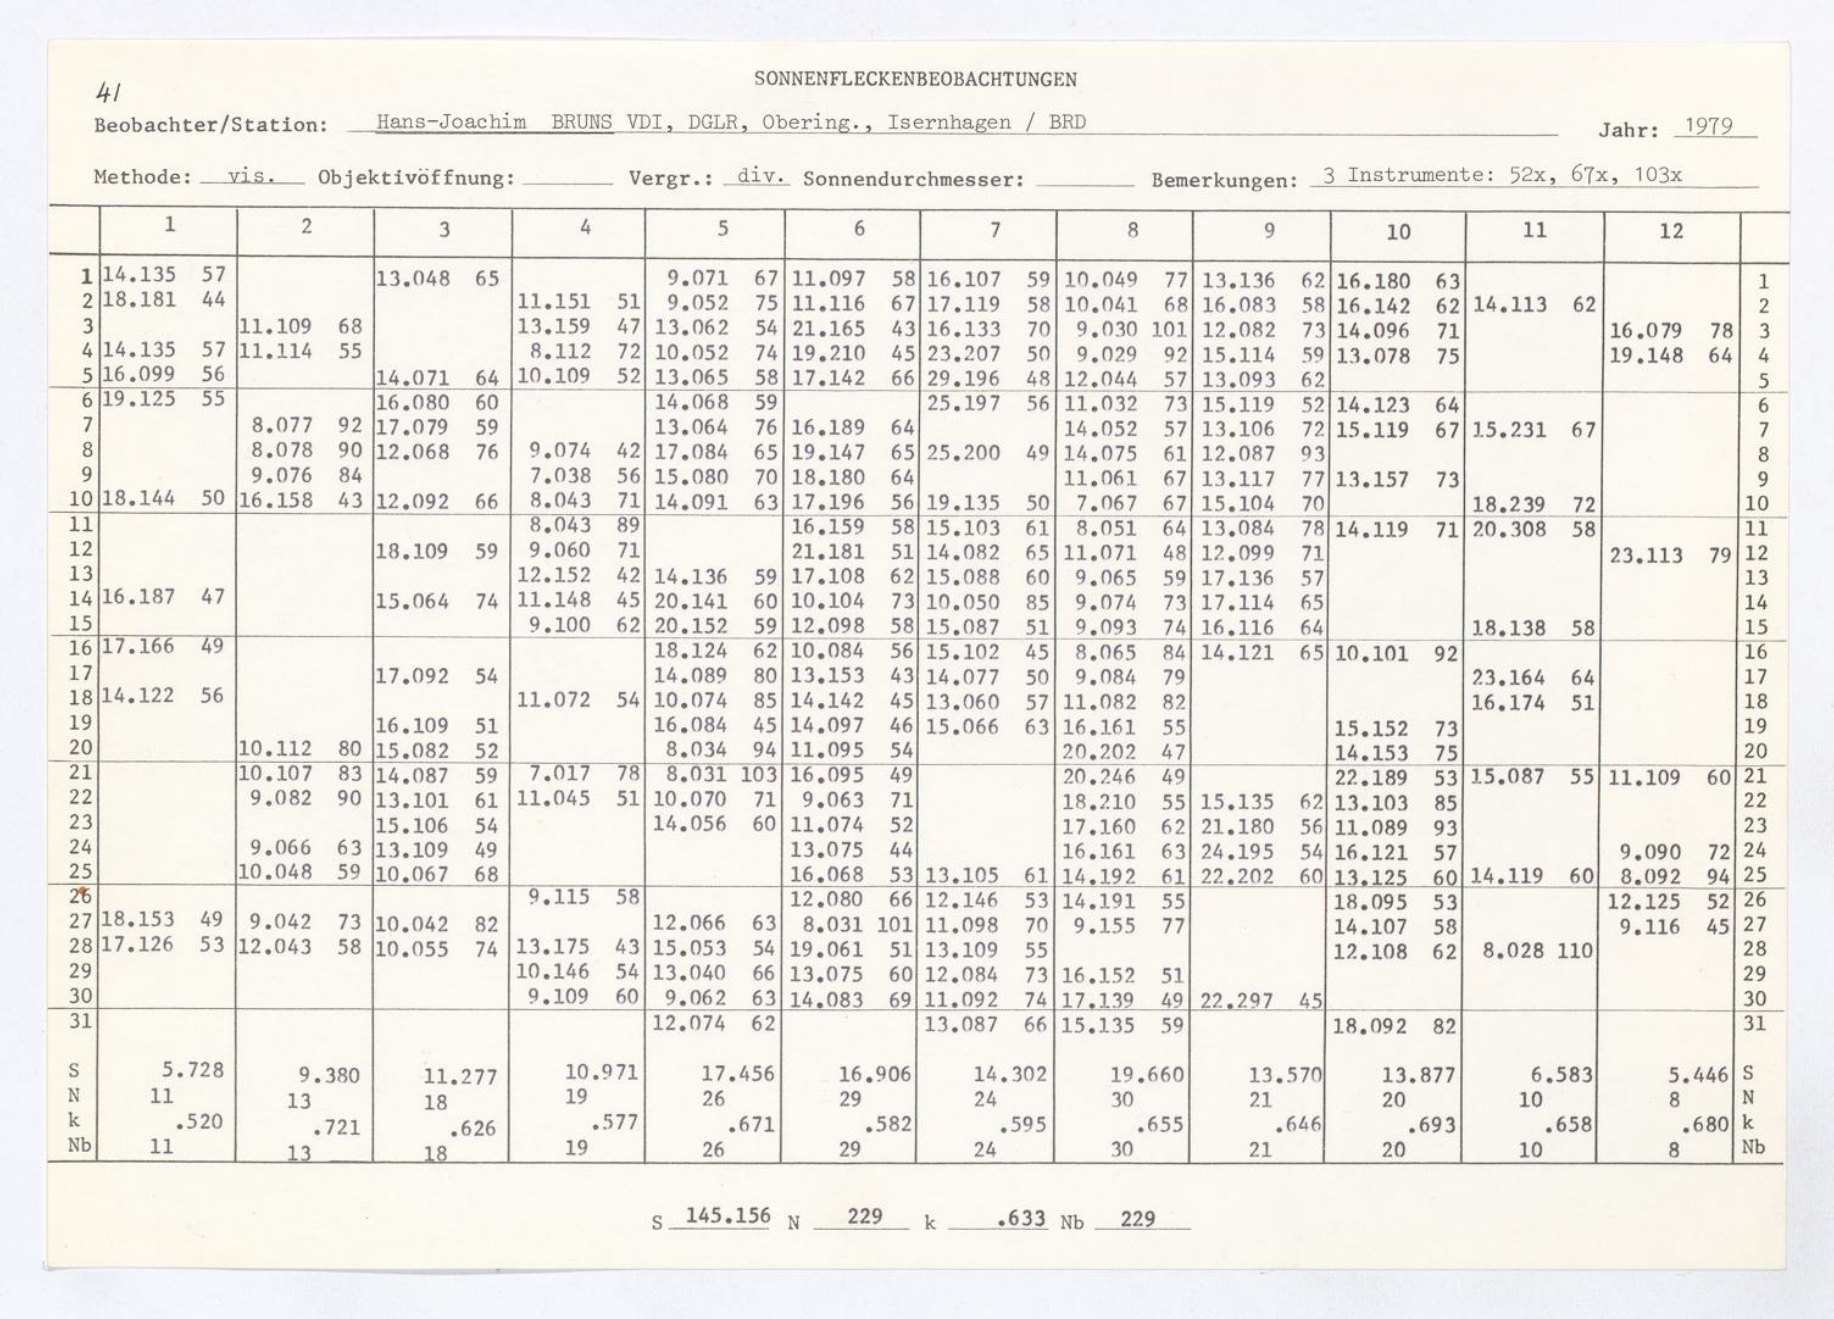 41
SONNENFLECKENBEOBACHTUNGEN
Beobachter/Station: Hans-Joachim BRUNS VDI, DGLR, Obering., Isernhagen / BRD Jahr: 1979
Methode: vis. Objektivöffnung: Vergr.: div. Sonnendurchmesser: Bemerkungen: 3 Instrumente: 52x, 67x, 103x
1 2 3 4 5 6 7 8 9 10 11 12
1 14.135 57 13.048 65 9.071 67 11.097 58 16.107 59 10.049 77 13.136 62 16.180 63 1
2 18.181 44 11.151 51 9.052 75 11.116 67 17.119 58 10.041 68 16.083 58 16.142 62 14.113 62 2
3 11.109 68 13.159 47 13.062 54 21.165 43 16.133 70 9.030 101 12.082 73 14.096 71 16.079 78 3
4 14.135 57 11.114 55 8.112 72 10.052 74 19.210 45 23.207 50 9.029 92 15.114 59 13.078 75 19.148 64 4
5 16.099 56 14.071 64 10.109 52 13.065 58 17.142 66 29.196 48 12.044 57 13.093 62 5
6 19.125 55 16.080 60 14.068 59 25.197 56 11.032 73 15.119 52 14.123 64 6
7 8.077 92 17.079 59 13.064 76 16.189 64 14.052 57 13.106 72 15.119 67 15.231 67 7
8 8.078 90 12.068 76 9.074 42 17.084 65 19.147 65 25.200 49 14.075 61 12.087 93 8
9 9.076 84 7.038 56 15.080 70 18.180 64 11.061 67 13.117 77 13.157 73 9
10 18.144 50 16.158 43 12.092 66 8.043 71 14.091 63 17.196 56 19.135 50 7.067 67 15.104 70 18.239 72 10
11 8.043 89 16.159 58 15.103 61 8.051 64 13.084 78 14.119 71 20.308 58 11
12 18.109 59 9.060 71 21.181 51 14.082 65 11.071 48 12.099 71 23.113 79 12
13 12.152 42 14.136 59 17.108 62 15.088 60 9.065 59 17.136 57 13
14 16.187 47 15.064 74 11.148 45 20.141 60 10.104 73 10.050 85 9.074 73 17.114 65 14
15 9.100 62 20.152 59 12.098 58 15.087 51 9.093 74 16.116 64 18.138 58 15
16 17.166 49 18.124 62 10.084 56 15.102 45 8.065 84 14.121 65 10.101 92 16
17 17.092 54 14.089 80 13.153 43 14.077 50 9.084 79 23.164 64 17
18 14.122 56 11.072 54 10.074 85 14.142 45 13.060 57 11.082 82 16.174 51 18
19 16.109 51 16.084 45 14.097 46 15.066 63 16.161 55 15.152 73 19
20 10.112 80 15.082 52 8.034 94 11.095 54 20.202 47 14.153 75 20
21 10.107 83 14.087 59 7.017 78 8.031 103 16.095 49 20.246 49 22.189 53 15.087 55 11.109 60 21
22 9.082 90 13.101 61 11.045 51 10.070 71 9.063 71 18.210 55 15.135 62 13.103 85 22
23 15.106 54 14.056 60 11.074 52 17.160 62 21.180 56 11.089 93 23
24 9.066 63 13.109 49 13.075 44 16.161 63 24.195 54 16.121 57 9.090 72 24
25 10.048 59 10.067 68 16.068 53 13.105 61 14.192 61 22.202 60 13.125 60 14.119 60 8.092 94 25
26 9.115 58 12.080 66 12.146 53 14.191 55 18.095 53 12.125 52 26
27 18.153 49 9.042 73 10.042 82 12.066 63 8.031 101 11.098 70 9.155 77 14.107 58 9.116 45 27
28 17.126 53 12.043 58 10.055 74 13.175 43 15.053 54 19.061 51 13.109 55 12.108 62 8.028 110 28
29 10.146 54 13.040 66 13.075 60 12.084 73 16.152 51 29
30 9.109 60 9.062 63 14.083 69 11.092 74 17.139 49 22.297 45 30
31 12.074 62 13.087 66 15.135 59 18.092 82 31
S 5.728 9.380 11.277 10.971 17.456 16.906 14.302 19.660 13.570 13.877 6.583 5.446 S
N 11 13 18 19 26 29 24 30 21 20 10 8 N
k .520 .721 .626 .577 .671 .582 .595 .655 .646 .693 .658 .680 k
Nb 11 13 18 19 26 29 24 30 21 20 10 8 Nb
S 145.156 N 229 k .633 Nb 229